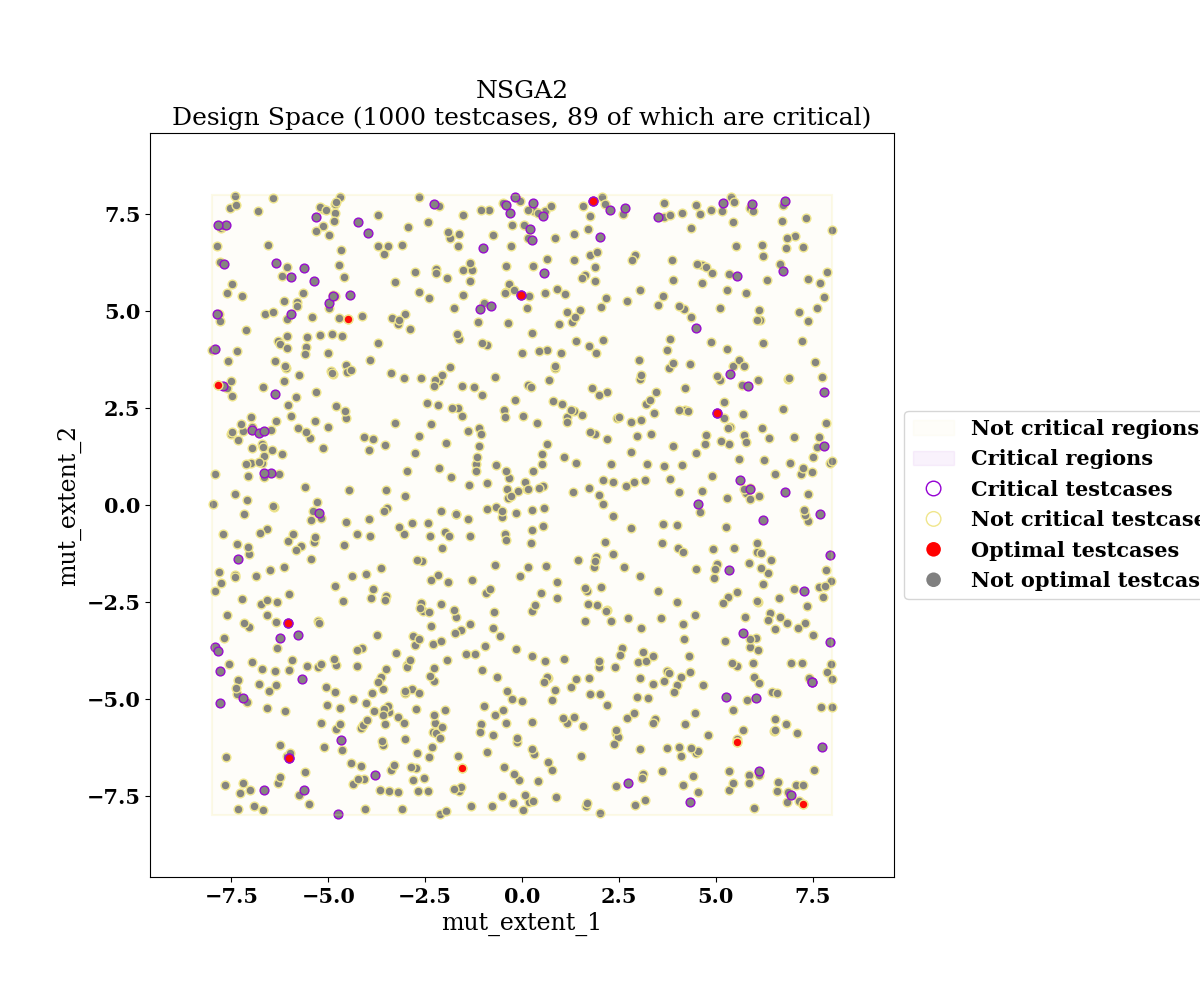 NSGA2
Design Space (1000 testcases, 89 of which are critical)
7.5
5.0
2.5
0.0
−2.5
−5.0
−7.5
mut_extent_2
−7.5
−5.0
−2.5
0.0
2.5
5.0
7.5
mut_extent_1
Not critical regions
Critical regions
Critical testcases
Not critical testcase
Optimal testcases
Not optimal testcas